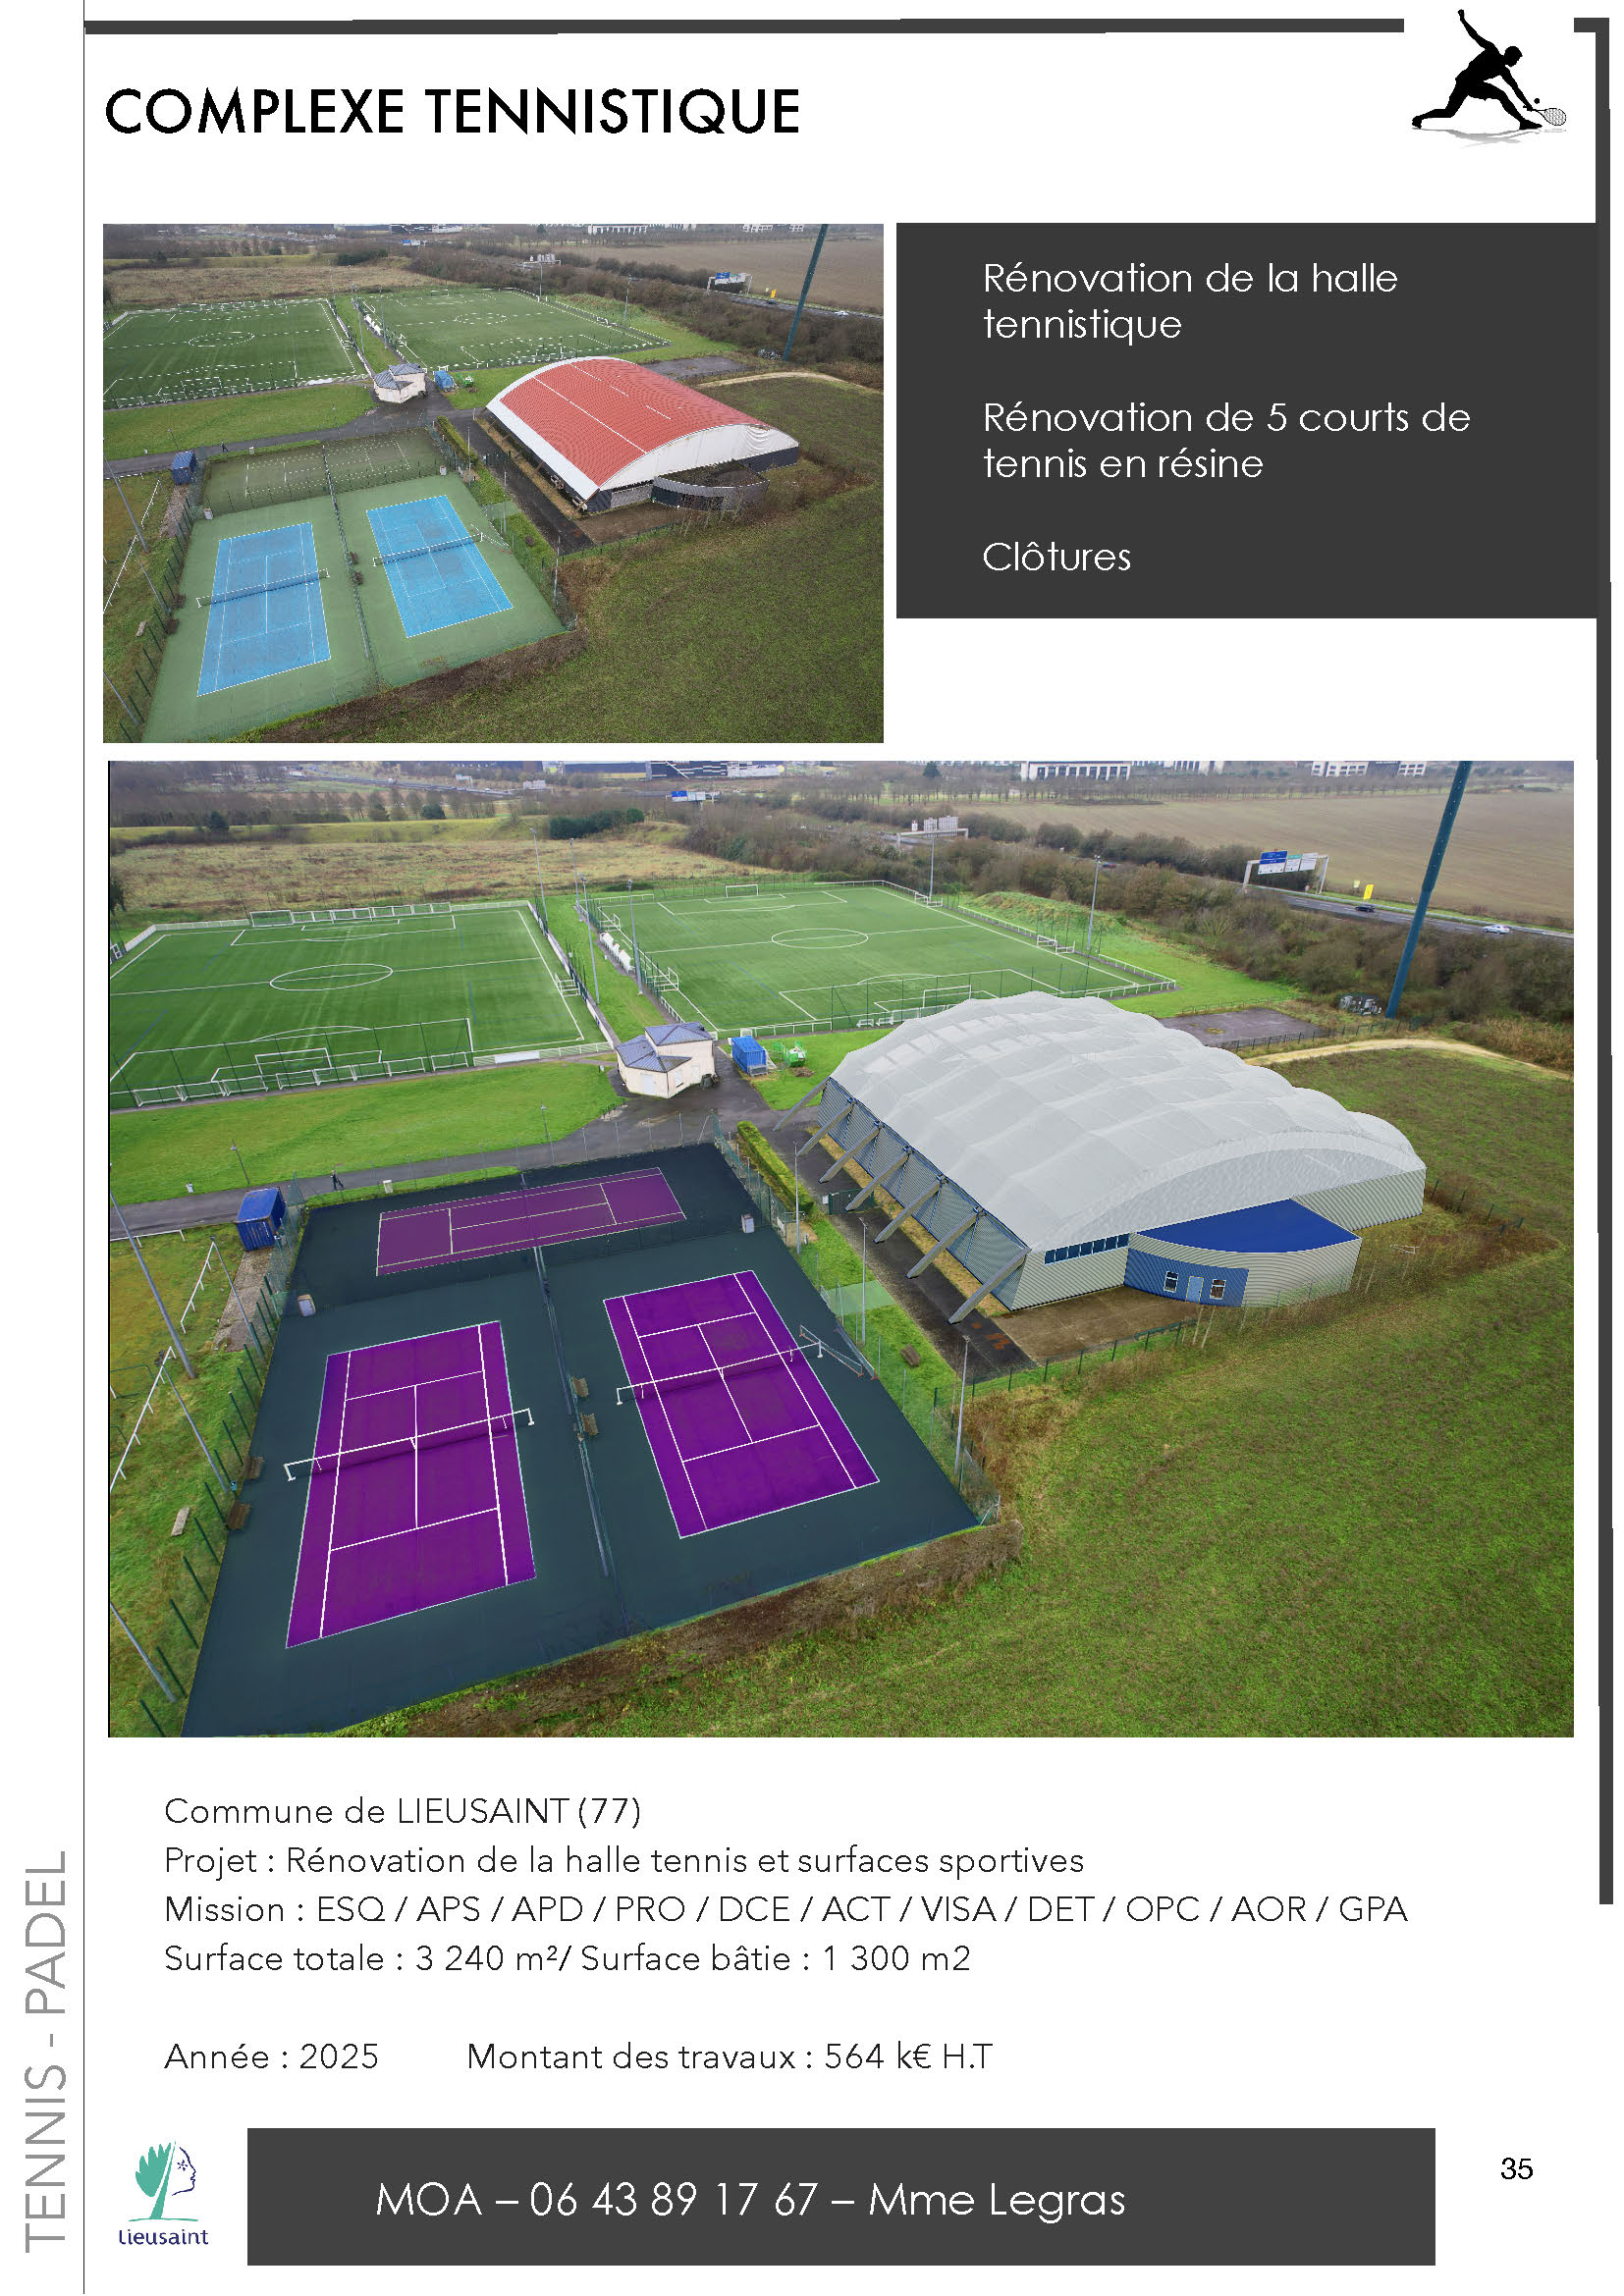 COMPLEXE TENNISTIQUE
Rénovation de la halle
tennistique
Rénovation de 5 courts de
tennis en résine
Clôtures
Commune de LIEUSAINT (77)
Projet : Rénovation de la halle tennis et surfaces sportives
Mission : ESQ / APS / APD / PRO / DCE / ACT / VISA / DET / OPC / AOR / GPA
Surface totale : 3 240 m²/ Surface bâtie : 1 300 m2
Année : 2025 Montant des travaux : 564 k€ H.T
TENNIS - PADEL
Lieusaint
MOA – 06 43 89 17 67 – Mme Legras
35